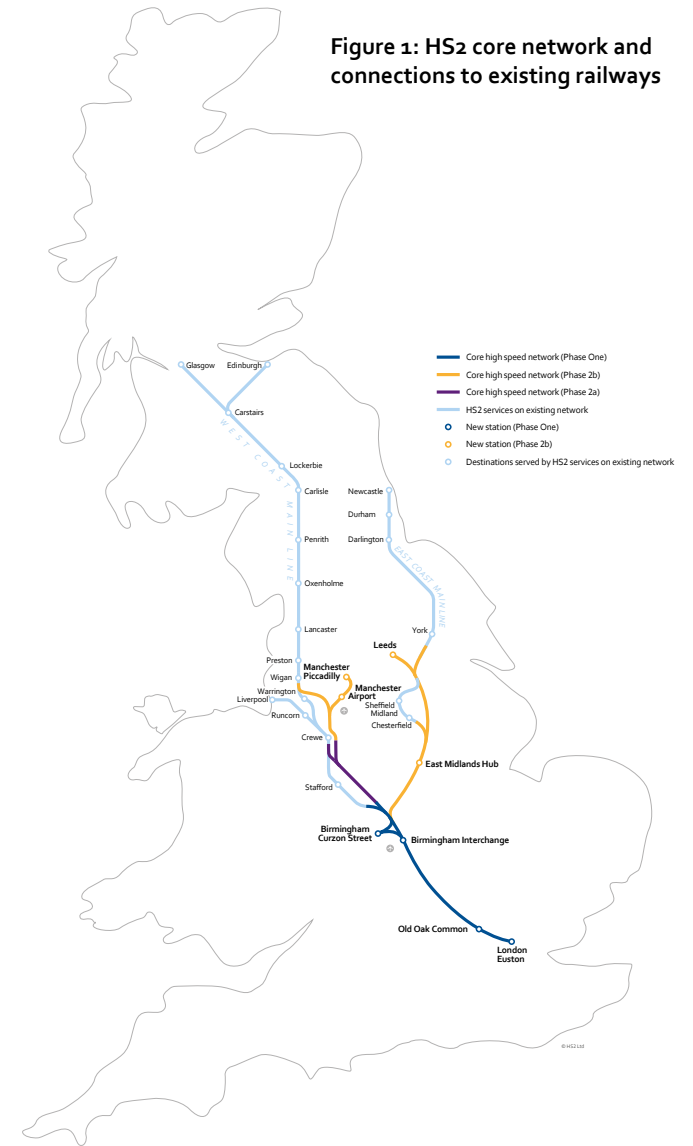 Figure 1: HS2 core network and
connections to existing railways
Core high speed network (Phase One)
Core high speed network (Phase 2b)
Core high speed network (Phase 2a)
HS2 services on existing network
New station (Phase One)
New station (Phase 2b)
Destinations served by HS2 services on existing network
Glasgow
Edinburgh
Carstairs
WEST COAST MAIN LINE
Lockerbie
Carlisle
Newcastle
Durham
Penrith
Darlington
EAST COAST MAIN LINE
Oxenholme
Lancaster
York
Leeds
Preston
Manchester
Piccadilly
Wigan
Manchester
Airport
Warrington
Liverpool
Sheffield
Midland
Runcorn
Chesterfield
Crewe
East Midlands Hub
Stafford
Birmingham
Curzon Street
Birmingham Interchange
Old Oak Common
London
Euston
© HS2 Ltd